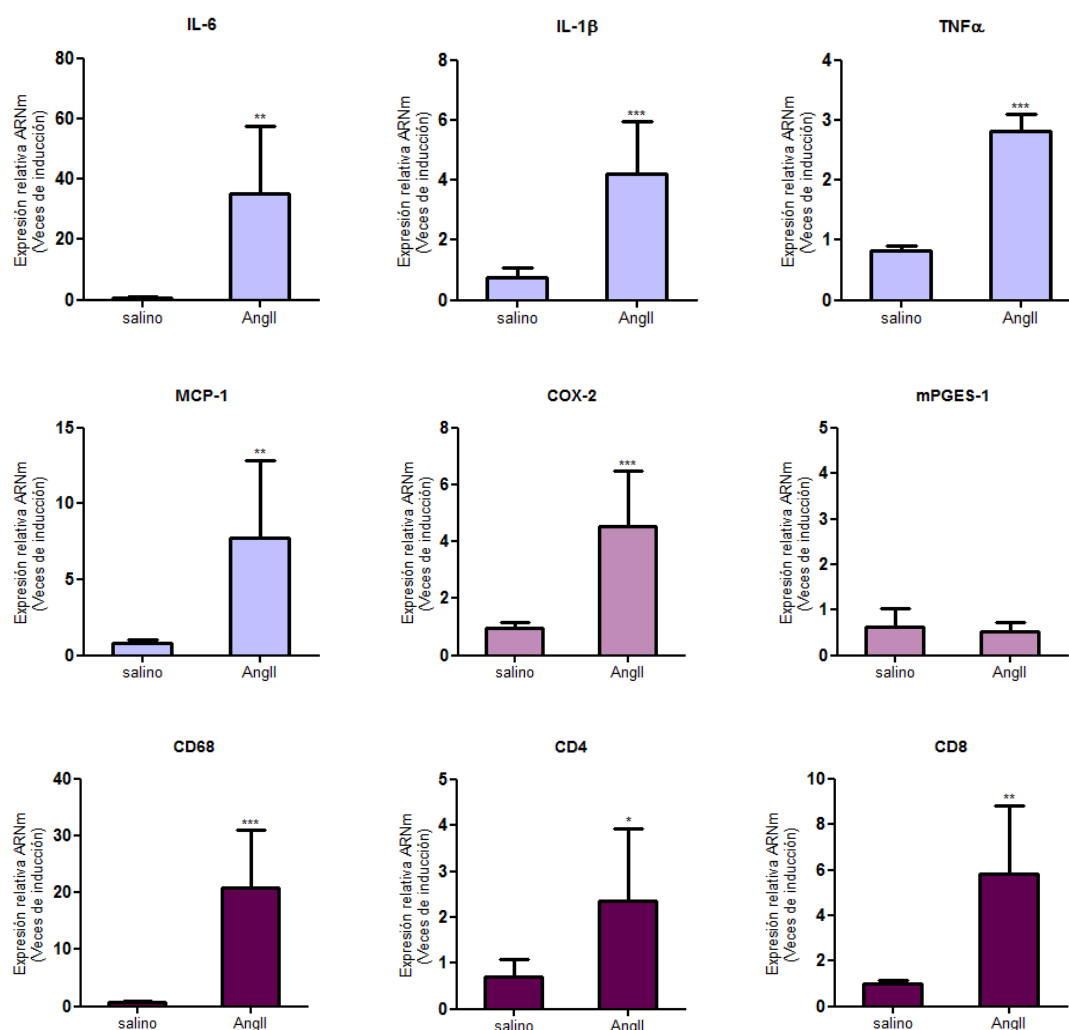 IL-6
Expresión relativa ARNm
(Veces de inducción)
80
60
40
20
0
**
salino
AngII
IL-1β
Expresión relativa ARNm
(Veces de inducción)
8
6
4
2
0
***
salino
AngII
TNFα
Expresión relativa ARNm
(Veces de inducción)
4
3
2
1
0
***
salino
AngII
MCP-1
Expresión relativa ARNm
(Veces de inducción)
15
10
5
0
**
salino
AngII
COX-2
Expresión relativa ARNm
(Veces de inducción)
8
6
4
2
0
***
salino
AngII
mPGES-1
Expresión relativa ARNm
(Veces de inducción)
5
4
3
2
1
0
salino
AngII
CD68
Expresión relativa ARNm
(Veces de inducción)
40
30
20
10
0
***
salino
AngII
CD4
Expresión relativa ARNm
(Veces de inducción)
5
4
3
2
1
0
*
salino
AngII
CD8
Expresión relativa ARNm
(Veces de inducción)
10
8
6
4
2
0
**
salino
AngII